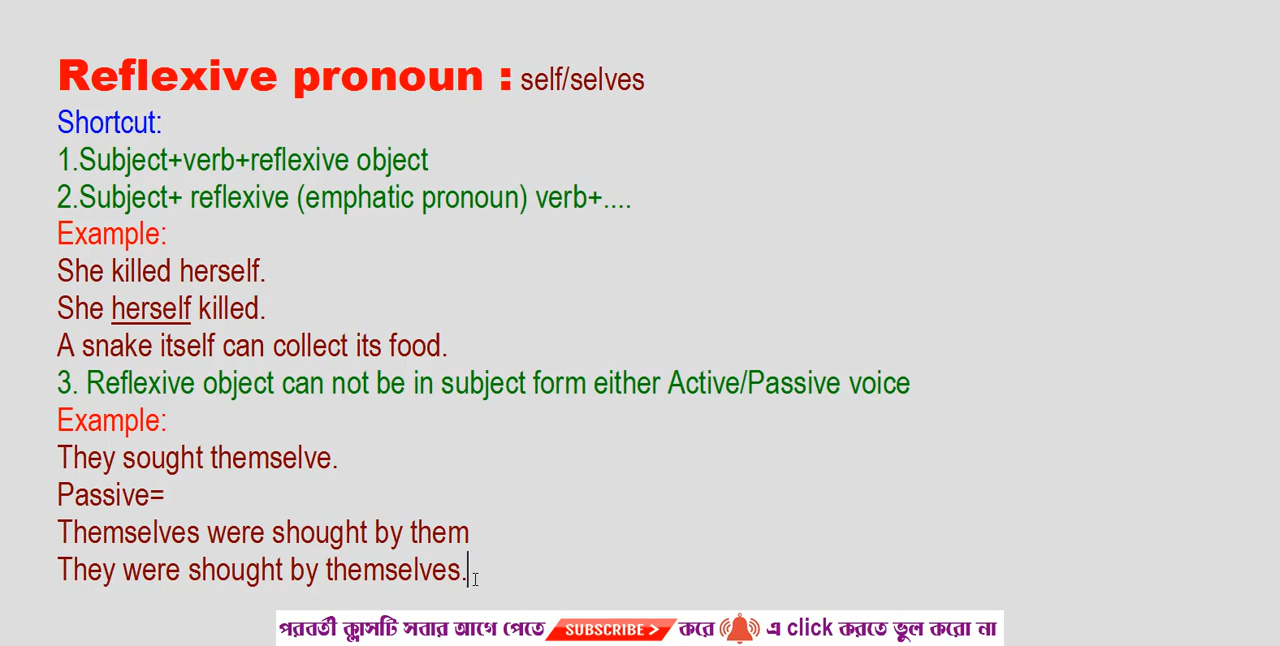 Reflexive pronoun : self/selves
Shortcut:
1.Subject+verb+reflexive object
2.Subject+ reflexive (emphatic pronoun) verb+....
Example:
She killed herself.
She herself killed.
A snake itself can collect its food.
3. Reflexive object can not be in subject form either Active/Passive voice
Example:
They sought themselve.
Passive=
Themselves were shought by them
They were shought by themselves.
পরবর্তী ক্লাসটি সবার আগে পেতে SUBSCRIBE > করে এ click করতে ভুল করো না